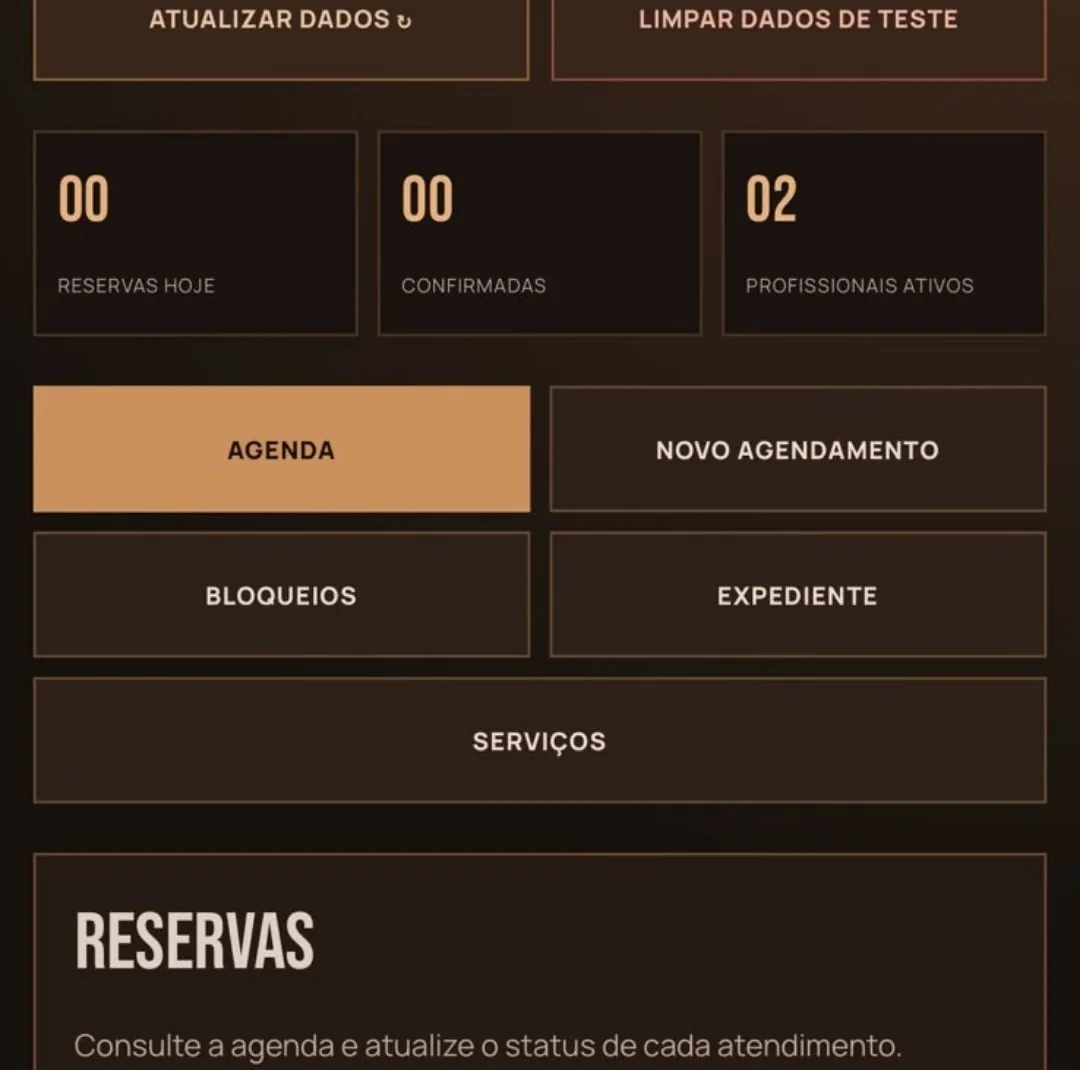 ATUALIZAR DADOS ↻
LIMPAR DADOS DE TESTE
00
RESERVAS HOJE
00
CONFIRMADAS
02
PROFISSIONAIS ATIVOS
AGENDA
NOVO AGENDAMENTO
BLOQUEIOS
EXPEDIENTE
SERVIÇOS
RESERVAS
Consulte a agenda e atualize o status de cada atendimento.